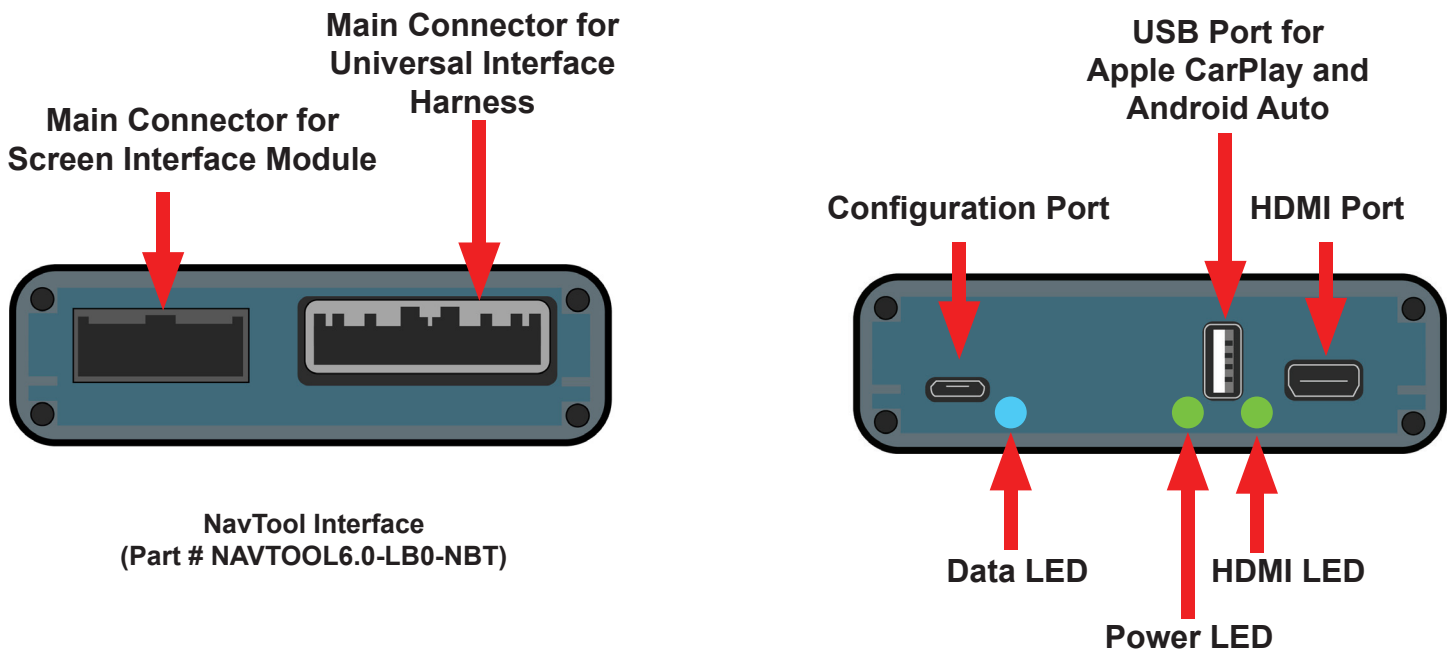 Main Connector for
Universal Interface
Harness
Main Connector for
Screen Interface Module
NavTool Interface
(Part # NAVTOOL6.0-LB0-NBT)
USB Port for
Apple CarPlay and
Android Auto
Configuration Port
HDMI Port
Data LED
HDMI LED
Power LED